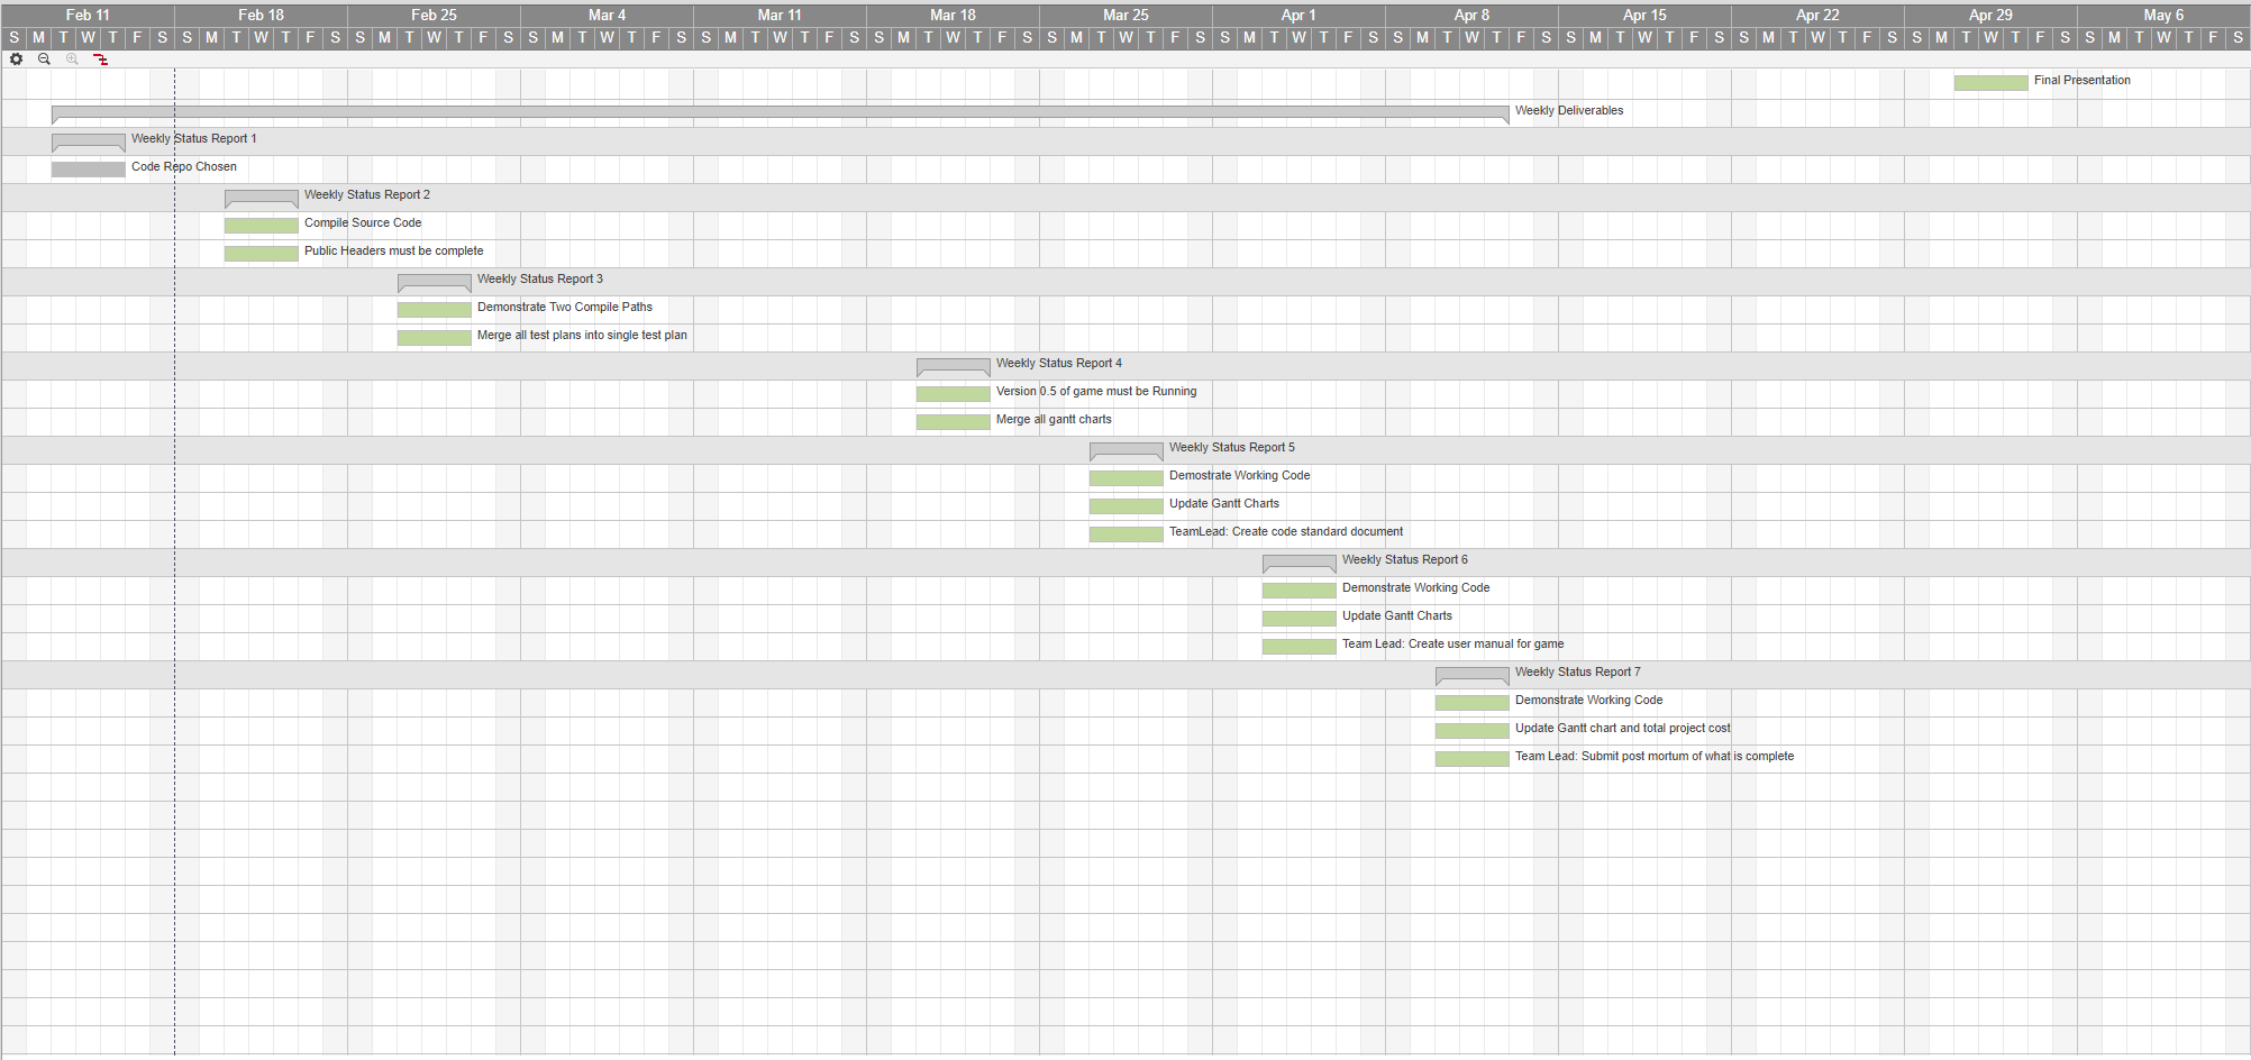 Feb 11 Feb 18 Feb 25 Mar 4 Mar 11 Mar 18 Mar 25 Apr 1 Apr 8 Apr 15 Apr 22 Apr 29 May 6
S M T W T F S S M T W T F S S M T W T F S S M T W T F S S M T W T F S S M T W T F S S M T W T F S S M T W T F S S M T W T F S S M T W T F S S M T W T F S S M T W T F S S M T W T F S
Final Presentation
Weekly Deliverables
Weekly Status Report 1
Code Repo Chosen
Weekly Status Report 2
Compile Source Code
Public Headers must be complete
Weekly Status Report 3
Demonstrate Two Compile Paths
Merge all test plans into single test plan
Weekly Status Report 4
Version 0.5 of game must be Running
Merge all gantt charts
Weekly Status Report 5
Demostrate Working Code
Update Gantt Charts
TeamLead: Create code standard document
Weekly Status Report 6
Demonstrate Working Code
Update Gantt Charts
Team Lead: Create user manual for game
Weekly Status Report 7
Demonstrate Working Code
Update Gantt chart and total project cost
Team Lead: Submit post mortum of what is complete